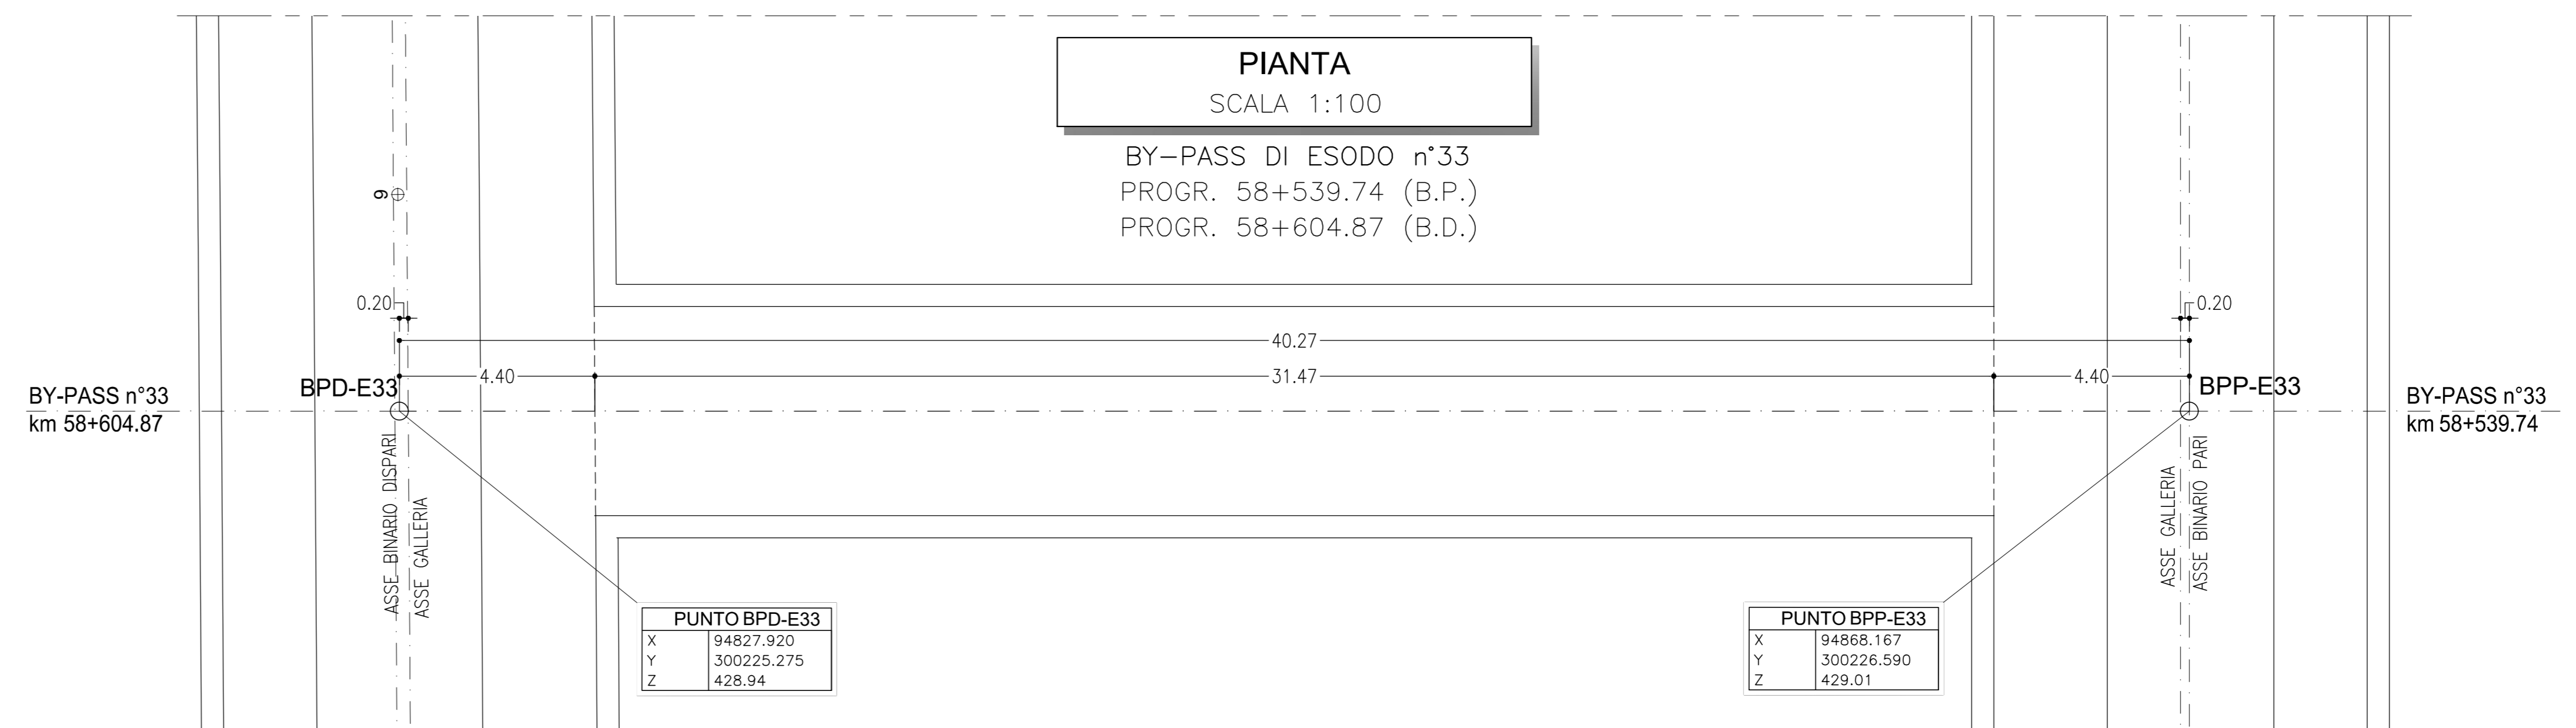 PIANTA
SCALA 1:100
BY-PASS DI ESODO n°33
PROGR. 58+539.74 (B.P.)
PROGR. 58+604.87 (B.D.)
9
0.20
0.20
40.27
4.40
31.47
4.40
BPD-E33
BPP-E33
BY-PASS n°33
km 58+604.87
BY-PASS n°33
km 58+539.74
ASSE BINARIO DISPARI
ASSE GALLERIA
ASSE GALLERIA
ASSE BINARIO PARI
PUNTO BPD-E33
X 94827.920
Y 300225.275
Z 428.94
PUNTO BPP-E33
X 94868.167
Y 300226.590
Z 429.01